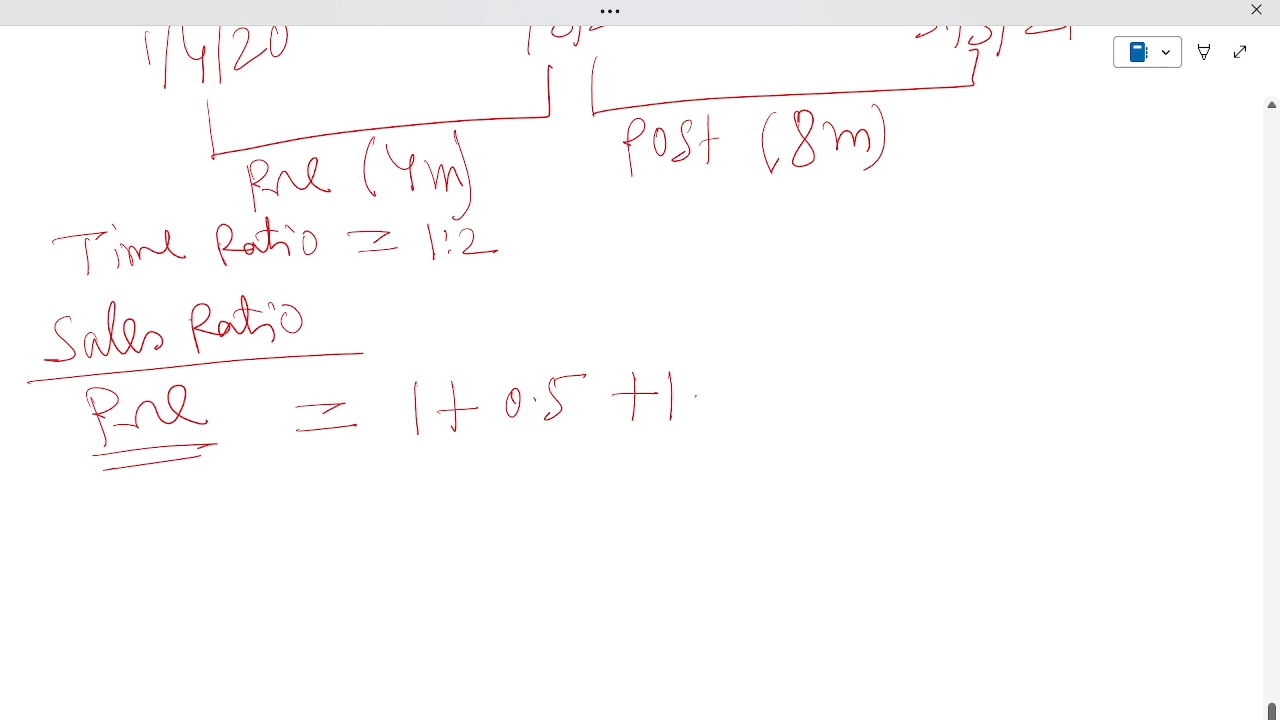 1/4/20
Pre (4m) Post (8m)
Time Ratio = 1:2
Sales Ratio
Pre = 1+ 0.5 +1.